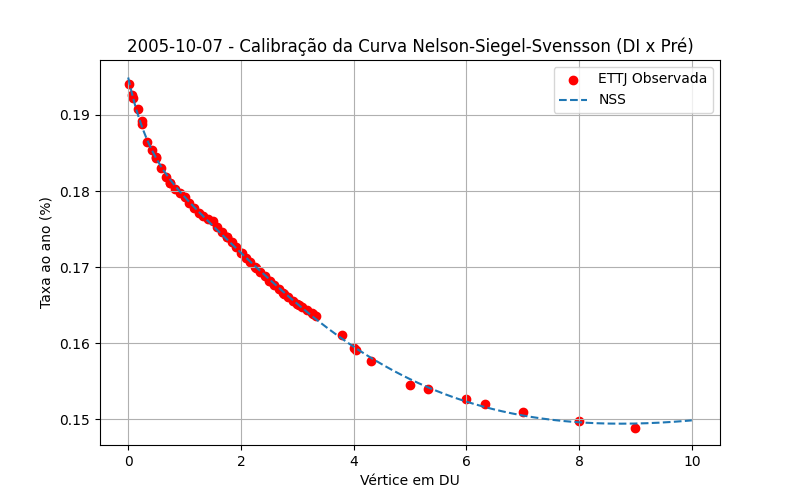 2005-10-07 - Calibração da Curva Nelson-Siegel-Svensson (DI x Pré)
ETTJ Observada
NSS
Taxa ao ano (%)
0.19
0.18
0.17
0.16
0.15
0
2
4
6
8
10
Vértice em DU